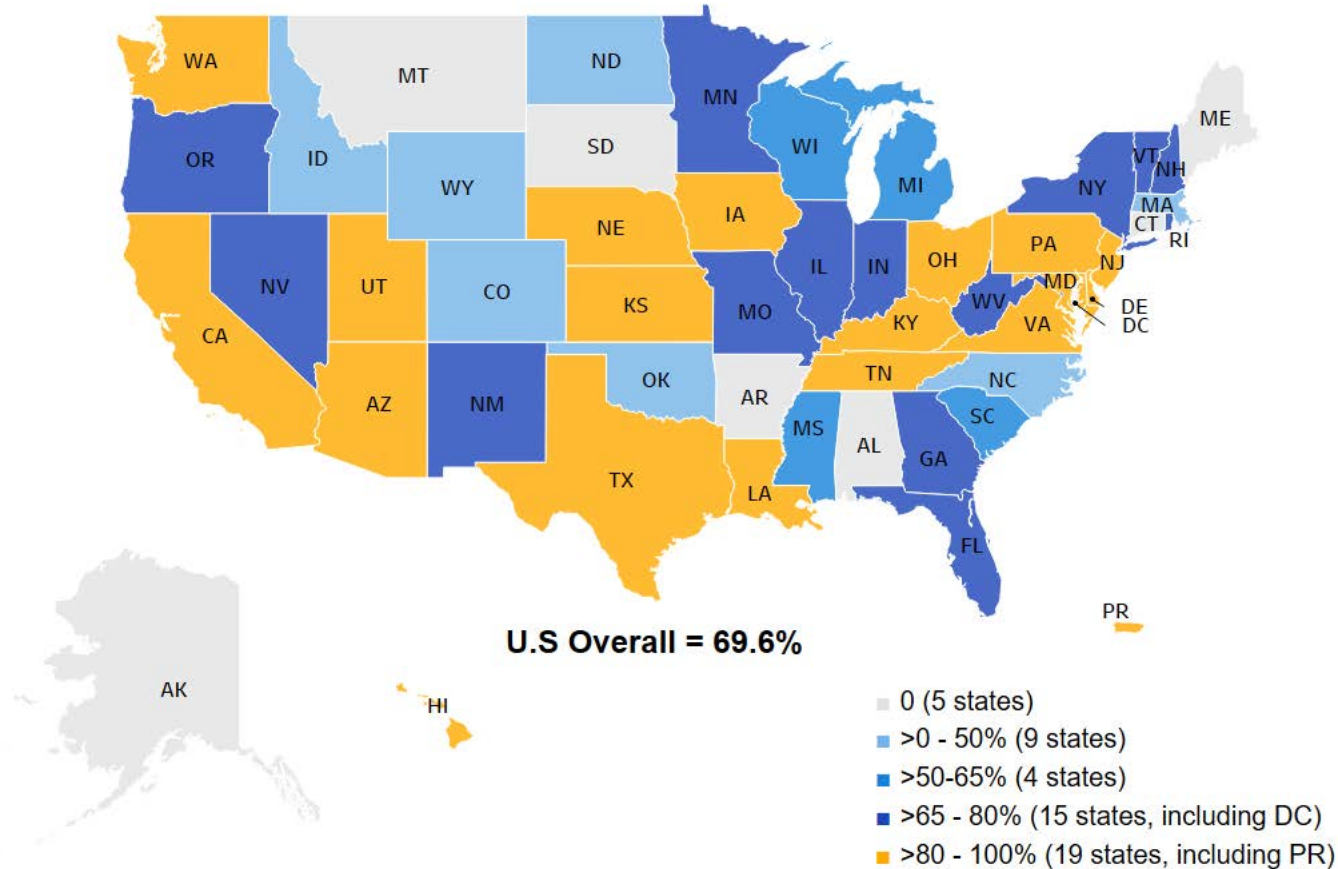 WA
MT
ND
MN
OR
ID
SD
WI
ME
WY
MI
VT
NH
NY
MA
CT
RI
NE
IA
PA
NV
UT
CO
IL
IN
OH
NJ
KS
MO
WV
MD
DE
DC
CA
KY
VA
AZ
NM
OK
TN
NC
AR
SC
MS
AL
GA
TX
LA
FL
PR
U.S Overall = 69.6%
AK
HI
0 (5 states)
>0 - 50% (9 states)
>50-65% (4 states)
>65 - 80% (15 states, including DC)
>80 - 100% (19 states, including PR)